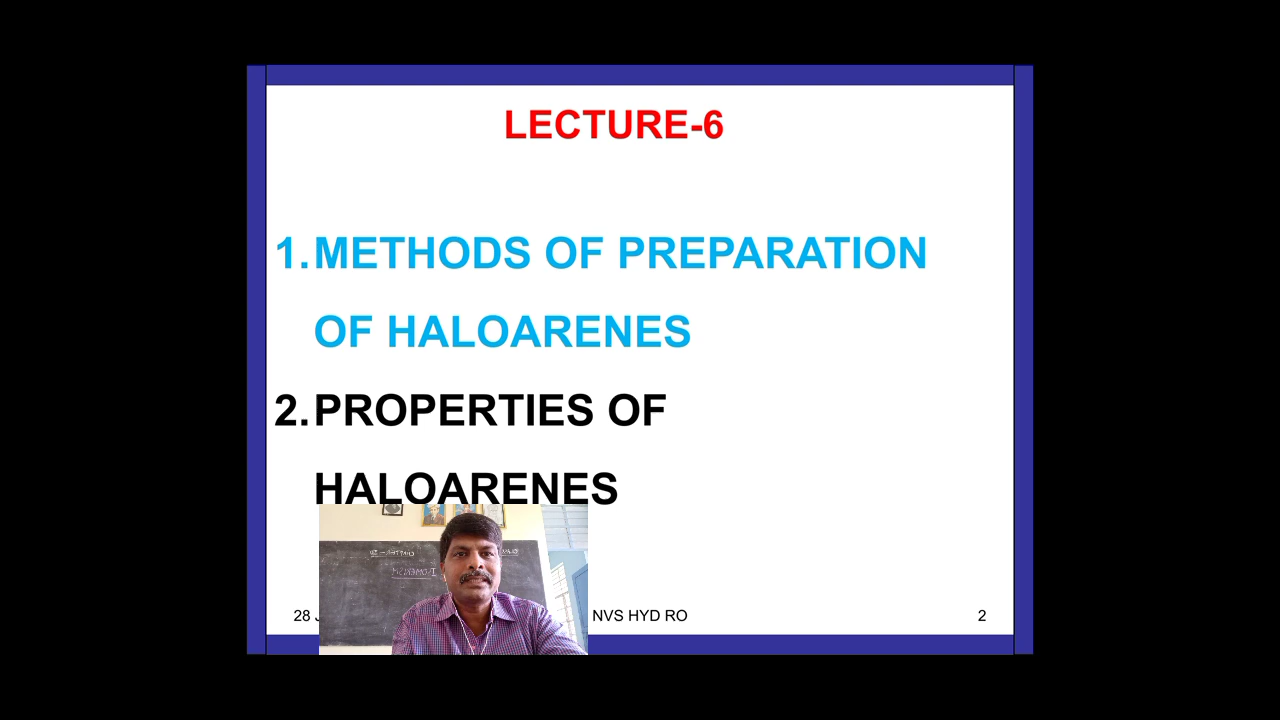 LECTURE-6
1. METHODS OF PREPARATION
OF HALOARENES
2. PROPERTIES OF
HALOARENES
28 NVS HYD RO 2